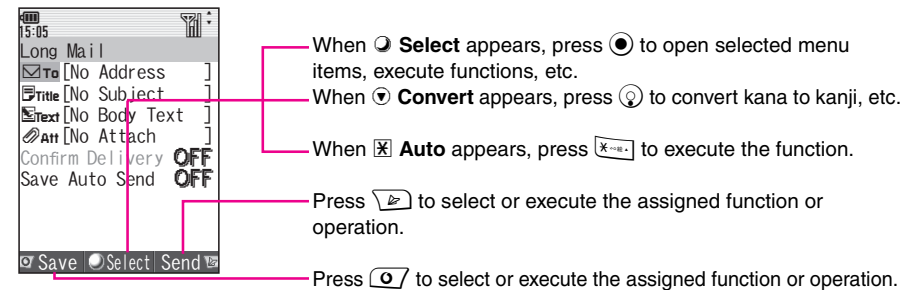 15:05
Long Mail
To [No Address ]
Title [No Subject ]
Text [No Body Text ]
Att [No Attach ]
Confirm Delivery OFF
Save Auto Send OFF
Save Select Send
When Select appears, press to open selected menu
items, execute functions, etc.
When Convert appears, press to convert kana to kanji, etc.
When Auto appears, press to execute the function.
Press to select or execute the assigned function or
operation.
Press to select or execute the assigned function or operation.